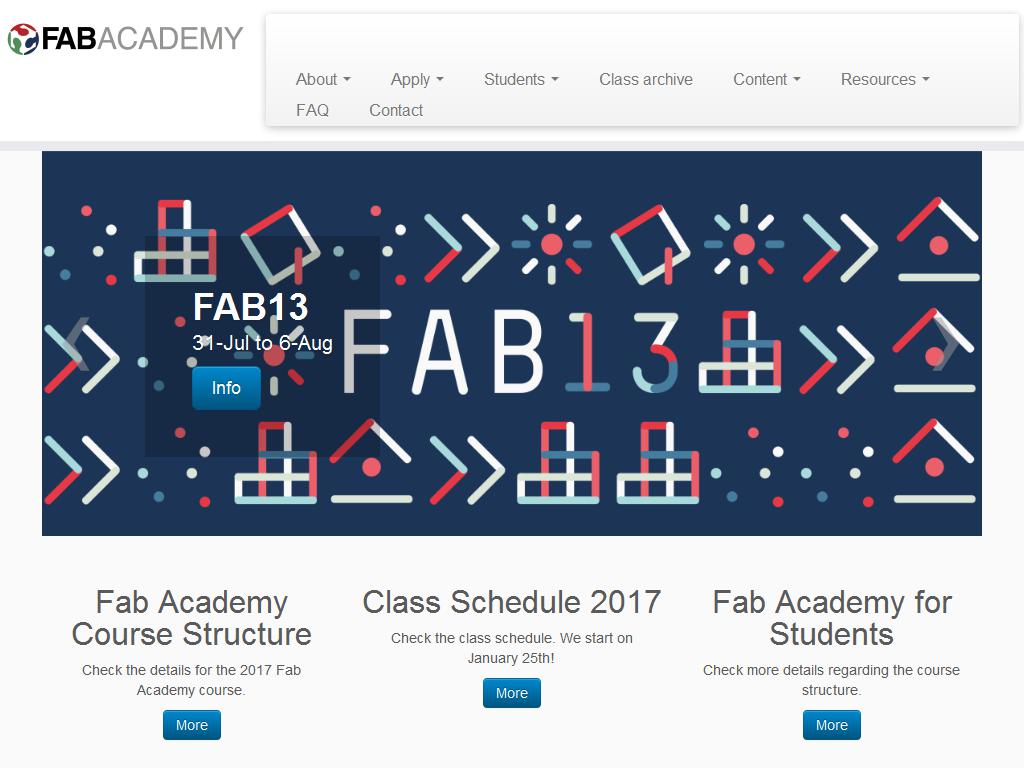 FABACADEMY
About Apply Students Class archive Content Resources
FAQ Contact
FAB13
31-Jul to 6-Aug
Info
FAB13
Fab Academy
Course Structure
Check the details for the 2017 Fab
Academy course.
More
Class Schedule 2017
Check the class schedule. We start on
January 25th!
More
Fab Academy for
Students
Check more details regarding the course
structure.
More